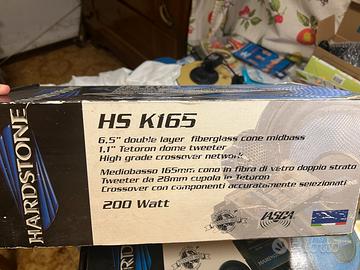 HARDSTONE
HS K165
6,5" double layer fiberglass cone midbass
1,1" Tetoron dome tweeter
High grade crossover network
Mediobasso 165mm cono in fibra di vetro doppio strato
Tweeter da 28mm cupola in Tetoron
Crossover con componenti accuratamente selezionati
200 Watt
IASCA